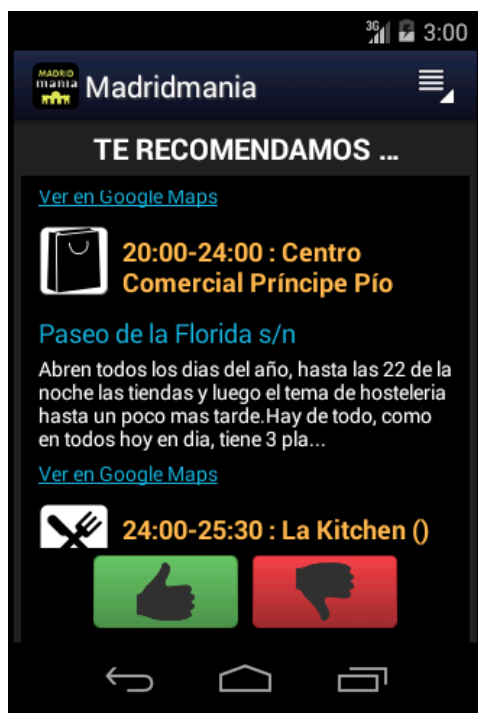 3G 3:00
MADRID
mania
Madridmania
TE RECOMENDAMOS ...
Ver en Google Maps
20:00-24:00 : Centro
Comercial Príncipe Pío
Paseo de la Florida s/n
Abren todos los dias del año, hasta las 22 de la
noche las tiendas y luego el tema de hosteleria
hasta un poco mas tarde.Hay de todo, como
en todos hoy en dia, tiene 3 pla...
Ver en Google Maps
24:00-25:30 : La Kitchen ()